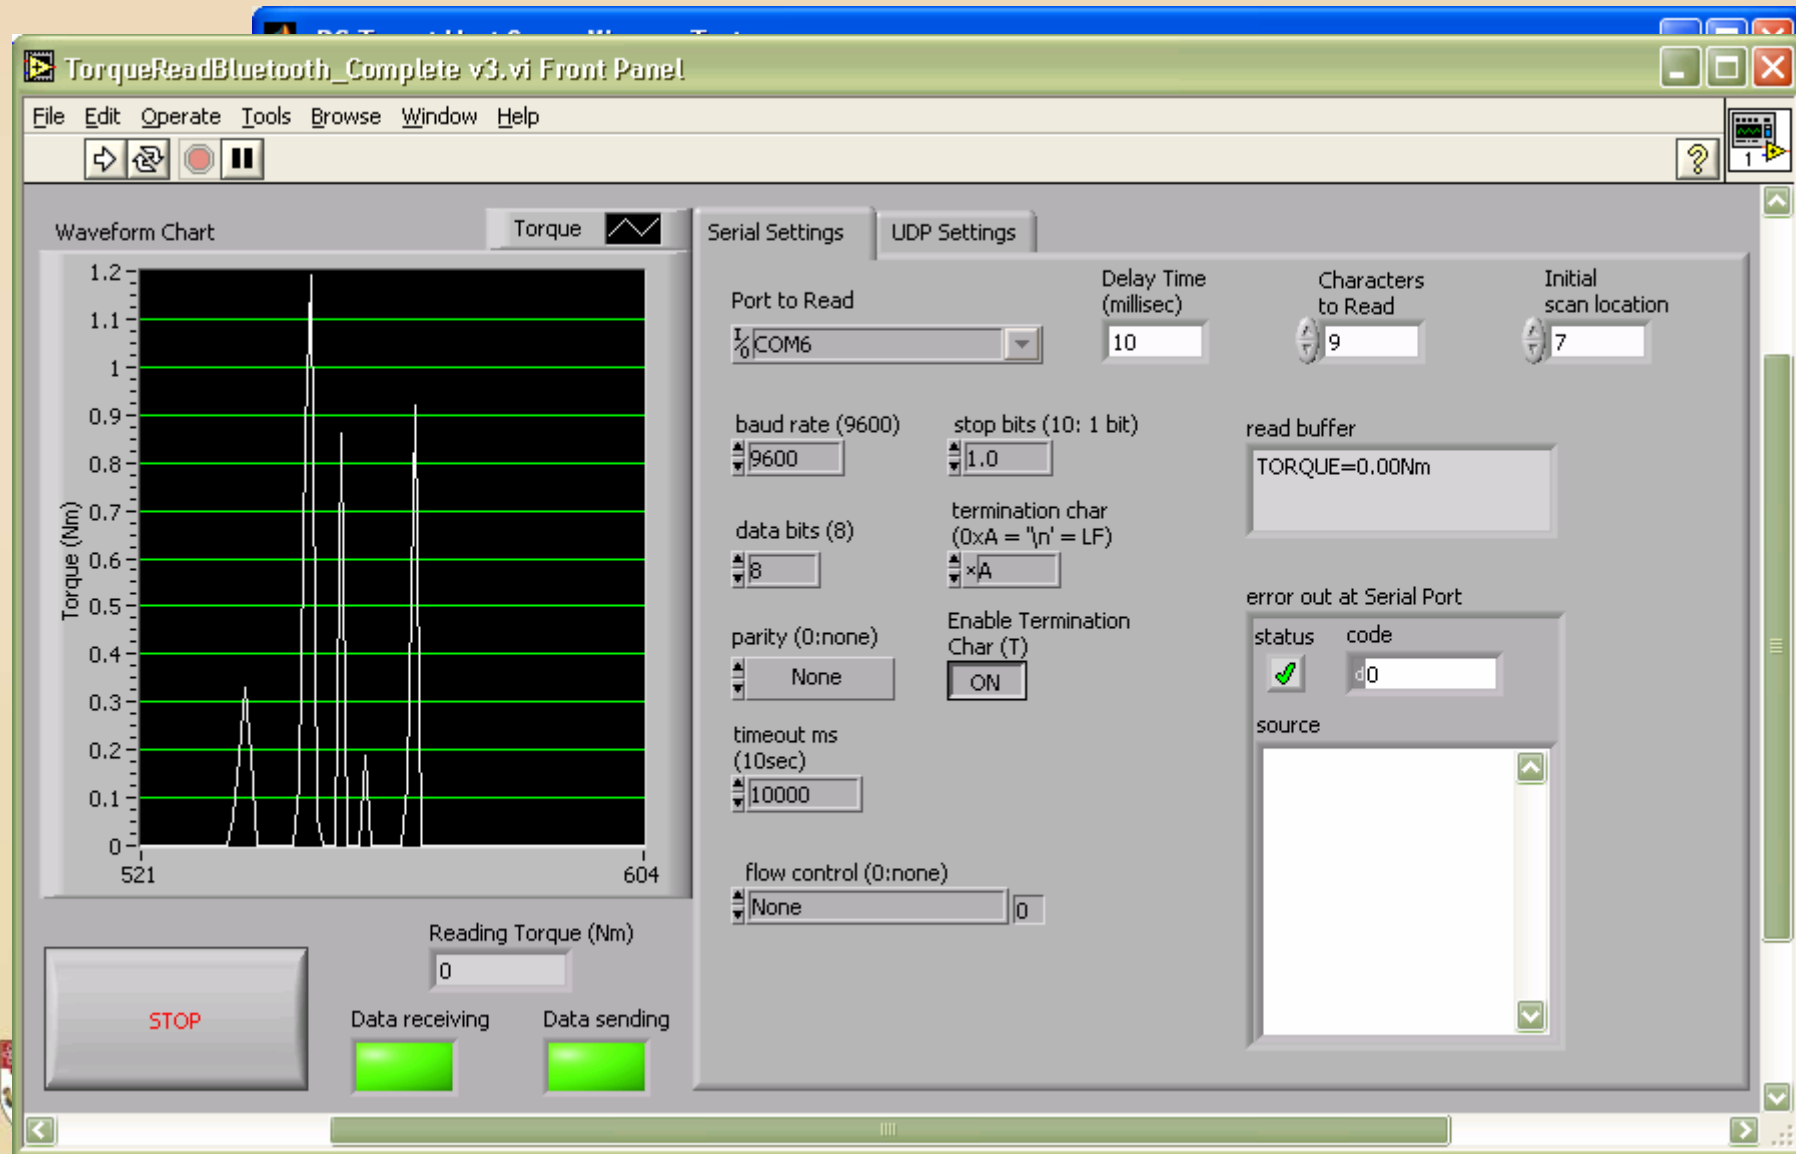 TorqueReadBluetooth_Complete v3.vi Front Panel
File Edit Operate Tools Browse Window Help
1
Waveform Chart
Torque
1.2
1.1
1
0.9
0.8
0.7
0.6
0.5
0.4
0.3
0.2
0.1
0
Torque (Nm)
521
604
Reading Torque (Nm)
0
STOP
Data receiving
Data sending
Serial Settings
UDP Settings
Port to Read
COM6
Delay Time
(millisec)
10
Characters
to Read
9
Initial
scan location
7
baud rate (9600)
9600
stop bits (10: 1 bit)
1.0
data bits (8)
8
termination char
(0xA = '\n' = LF)
×A
parity (0:none)
None
Enable Termination
Char (T)
ON
timeout ms
(10sec)
10000
flow control (0:none)
None
0
read buffer
TORQUE=0.00Nm
error out at Serial Port
status
code
d0
source